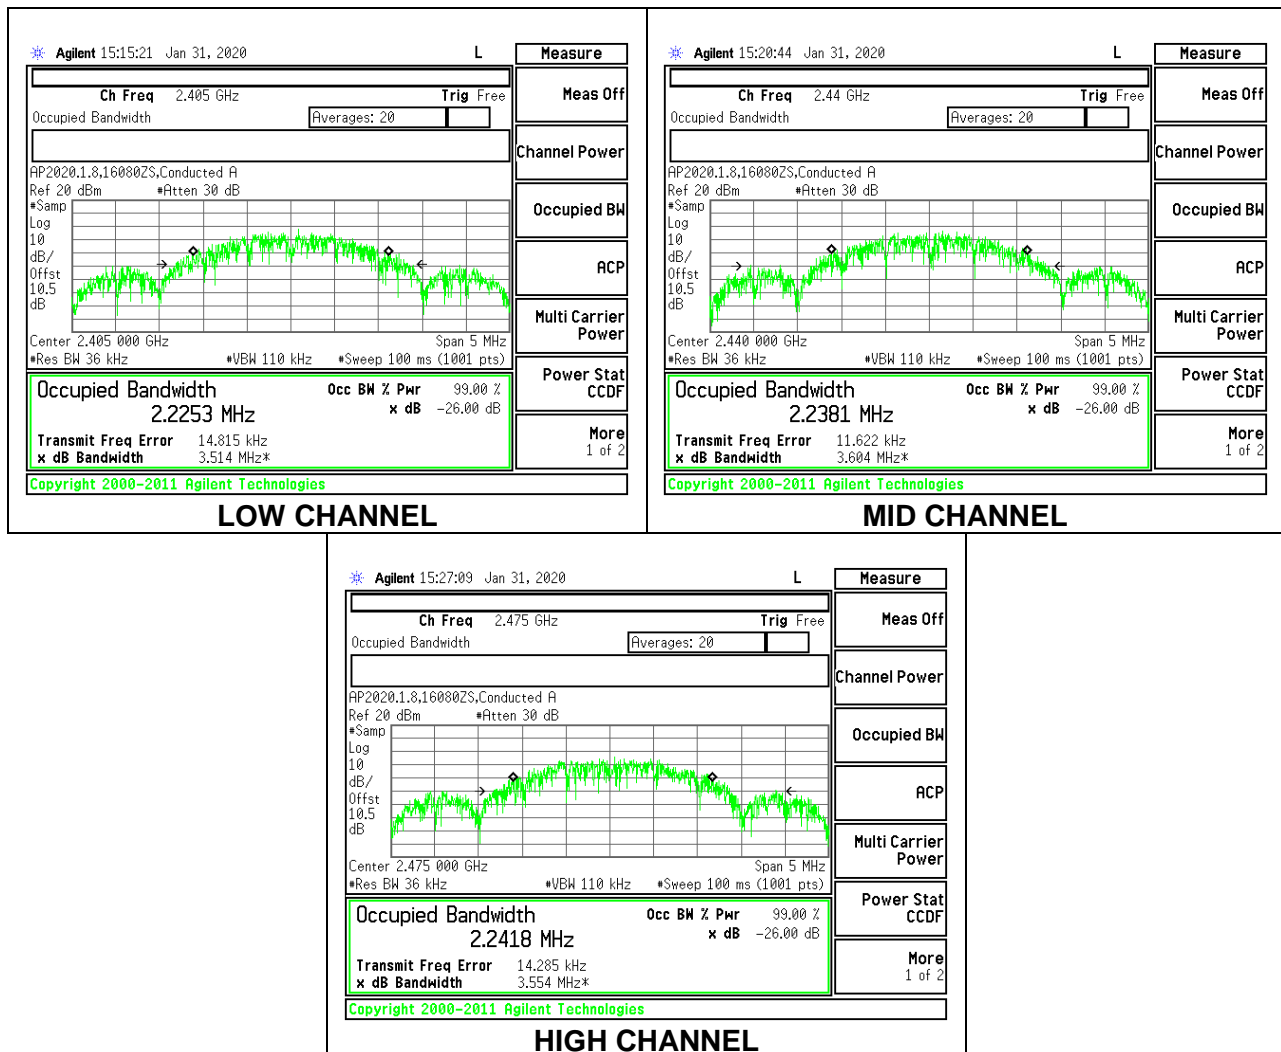 Agilent 15:15:21 Jan 31, 2020 L Measure
Ch Freq 2.405 GHz Trig Free Meas Off
Occupied Bandwidth Averages: 20
Channel Power
AP2020.1.8,16080ZS,Conducted A
Ref 20 dBm #Atten 30 dB
#Samp Occupied BW
Log
10
dB/ ACP
Offst
10.5
dB
Multi Carrier
Power
Center 2.405 000 GHz Span 5 MHz
#Res BW 36 kHz #VBW 110 kHz #Sweep 100 ms (1001 pts)
Power Stat
CCDF
Occupied Bandwidth Occ BW % Pwr 99.00 %
2.2253 MHz x dB -26.00 dB
More
1 of 2
Transmit Freq Error 14.815 kHz
x dB Bandwidth 3.514 MHz*
Copyright 2000-2011 Agilent Technologies
LOW CHANNEL
Agilent 15:20:44 Jan 31, 2020 L Measure
Ch Freq 2.44 GHz Trig Free Meas Off
Occupied Bandwidth Averages: 20
Channel Power
AP2020.1.8,16080ZS,Conducted A
Ref 20 dBm #Atten 30 dB
#Samp Occupied BW
Log
10
dB/ ACP
Offst
10.5
dB
Multi Carrier
Power
Center 2.440 000 GHz Span 5 MHz
#Res BW 36 kHz #VBW 110 kHz #Sweep 100 ms (1001 pts)
Power Stat
CCDF
Occupied Bandwidth Occ BW % Pwr 99.00 %
2.2381 MHz x dB -26.00 dB
More
1 of 2
Transmit Freq Error 11.622 kHz
x dB Bandwidth 3.604 MHz*
Copyright 2000-2011 Agilent Technologies
MID CHANNEL
Agilent 15:27:09 Jan 31, 2020 L Measure
Ch Freq 2.475 GHz Trig Free Meas Off
Occupied Bandwidth Averages: 20
Channel Power
AP2020.1.8,16080ZS,Conducted A
Ref 20 dBm #Atten 30 dB
#Samp Occupied BW
Log
10
dB/ ACP
Offst
10.5
dB
Multi Carrier
Power
Center 2.475 000 GHz Span 5 MHz
#Res BW 36 kHz #VBW 110 kHz #Sweep 100 ms (1001 pts)
Power Stat
CCDF
Occupied Bandwidth Occ BW % Pwr 99.00 %
2.2418 MHz x dB -26.00 dB
More
1 of 2
Transmit Freq Error 14.285 kHz
x dB Bandwidth 3.554 MHz*
Copyright 2000-2011 Agilent Technologies
HIGH CHANNEL